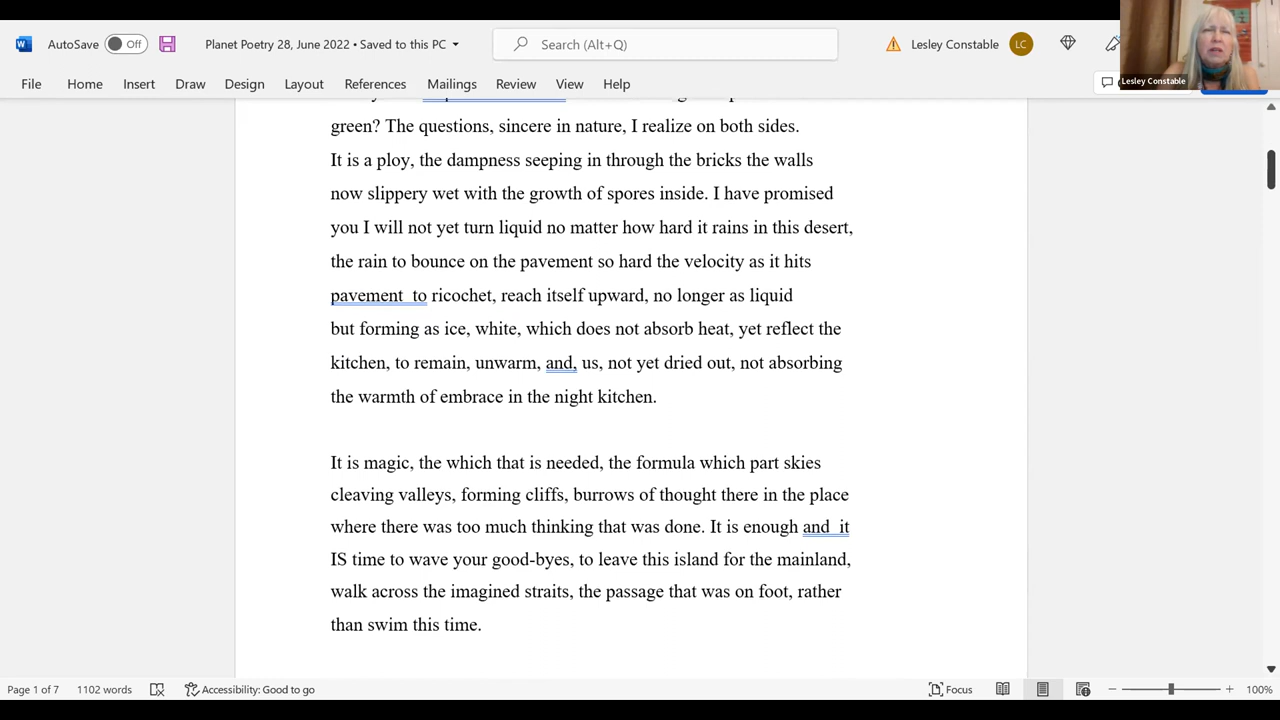 AutoSave Off Planet Poetry 28, June 2022 • Saved to this PC Search (Alt+Q) Lesley Constable LC
Lesley Constable
File Home Insert Draw Design Layout References Mailings Review View Help
green? The questions, sincere in nature, I realize on both sides.
It is a ploy, the dampness seeping in through the bricks the walls
now slippery wet with the growth of spores inside. I have promised
you I will not yet turn liquid no matter how hard it rains in this desert,
the rain to bounce on the pavement so hard the velocity as it hits
pavement  to ricochet, reach itself upward, no longer as liquid
but forming as ice, white, which does not absorb heat, yet reflect the
kitchen, to remain, unwarm, and, us, not yet dried out, not absorbing
the warmth of embrace in the night kitchen.
It is magic, the which that is needed, the formula which part skies
cleaving valleys, forming cliffs, burrows of thought there in the place
where there was too much thinking that was done. It is enough and  it
IS time to wave your good-byes, to leave this island for the mainland,
walk across the imagined straits, the passage that was on foot, rather
than swim this time.
Page 1 of 7 1102 words Accessibility: Good to go Focus 100%